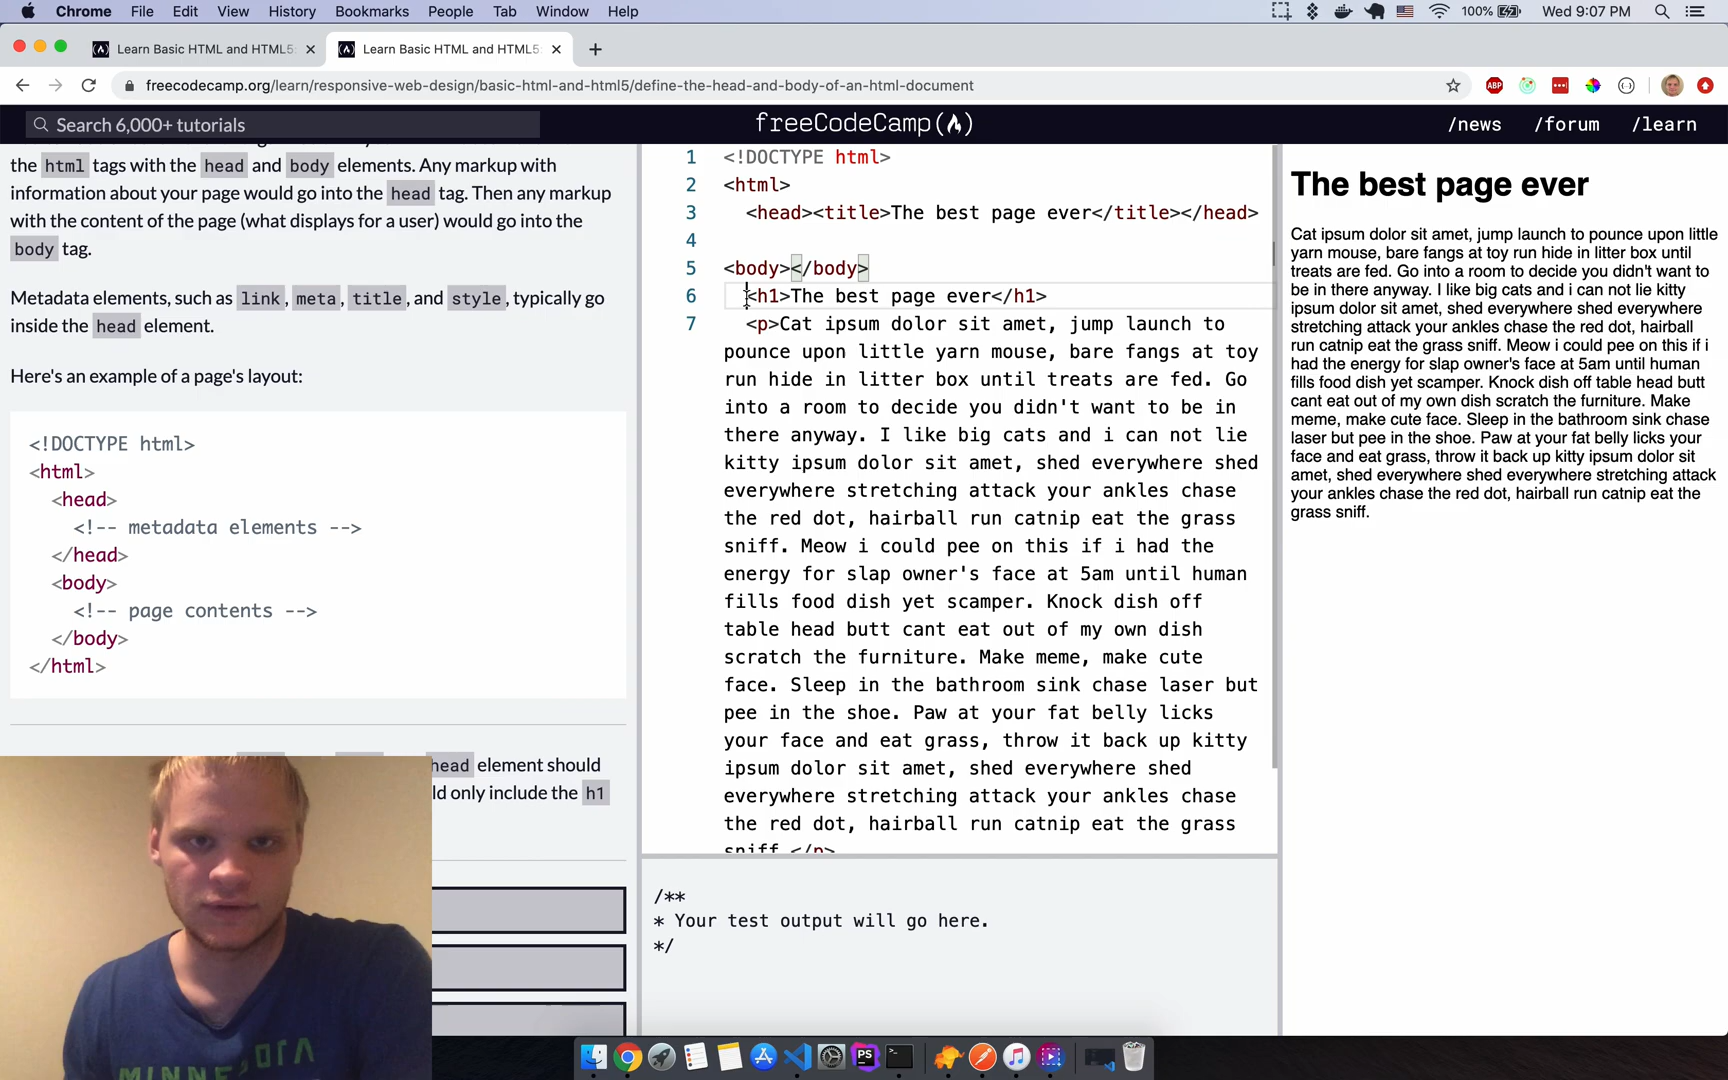 Chrome File Edit View History Bookmarks People Tab Window Help
100% Wed 9:07 PM
Learn Basic HTML and HTML5:
Learn Basic HTML and HTML5:
freecodecamp.org/learn/responsive-web-design/basic-html-and-html5/define-the-head-and-body-of-an-html-document
ABP
Search 6,000+ tutorials
freeCodeCamp
/news /forum /learn
the html tags with the head and body elements. Any markup with
information about your page would go into the head tag. Then any markup
with the content of the page (what displays for a user) would go into the
body tag.
Metadata elements, such as link, meta, title, and style, typically go
inside the head element.
Here's an example of a page's layout:
<!DOCTYPE html>
<html>
<head>
<!-- metadata elements -->
</head>
<body>
<!-- page contents -->
</body>
</html>
head element should
ld only include the h1
1 <!DOCTYPE html>
2 <html>
3 <head><title>The best page ever</title></head>
4
5 <body></body>
6 <h1>The best page ever</h1>
7 <p>Cat ipsum dolor sit amet, jump launch to
pounce upon little yarn mouse, bare fangs at toy
run hide in litter box until treats are fed. Go
into a room to decide you didn't want to be in
there anyway. I like big cats and i can not lie
kitty ipsum dolor sit amet, shed everywhere shed
everywhere stretching attack your ankles chase
the red dot, hairball run catnip eat the grass
sniff. Meow i could pee on this if i had the
energy for slap owner's face at 5am until human
fills food dish yet scamper. Knock dish off
table head butt cant eat out of my own dish
scratch the furniture. Make meme, make cute
face. Sleep in the bathroom sink chase laser but
pee in the shoe. Paw at your fat belly licks
your face and eat grass, throw it back up kitty
ipsum dolor sit amet, shed everywhere shed
everywhere stretching attack your ankles chase
the red dot, hairball run catnip eat the grass
sniff.</p>
/**
* Your test output will go here.
*/
The best page ever
Cat ipsum dolor sit amet, jump launch to pounce upon little
yarn mouse, bare fangs at toy run hide in litter box until
treats are fed. Go into a room to decide you didn't want to
be in there anyway. I like big cats and i can not lie kitty
ipsum dolor sit amet, shed everywhere shed everywhere
stretching attack your ankles chase the red dot, hairball
run catnip eat the grass sniff. Meow i could pee on this if i
had the energy for slap owner's face at 5am until human
fills food dish yet scamper. Knock dish off table head butt
cant eat out of my own dish scratch the furniture. Make
meme, make cute face. Sleep in the bathroom sink chase
laser but pee in the shoe. Paw at your fat belly licks your
face and eat grass, throw it back up kitty ipsum dolor sit
amet, shed everywhere shed everywhere stretching attack
your ankles chase the red dot, hairball run catnip eat the
grass sniff.
PS